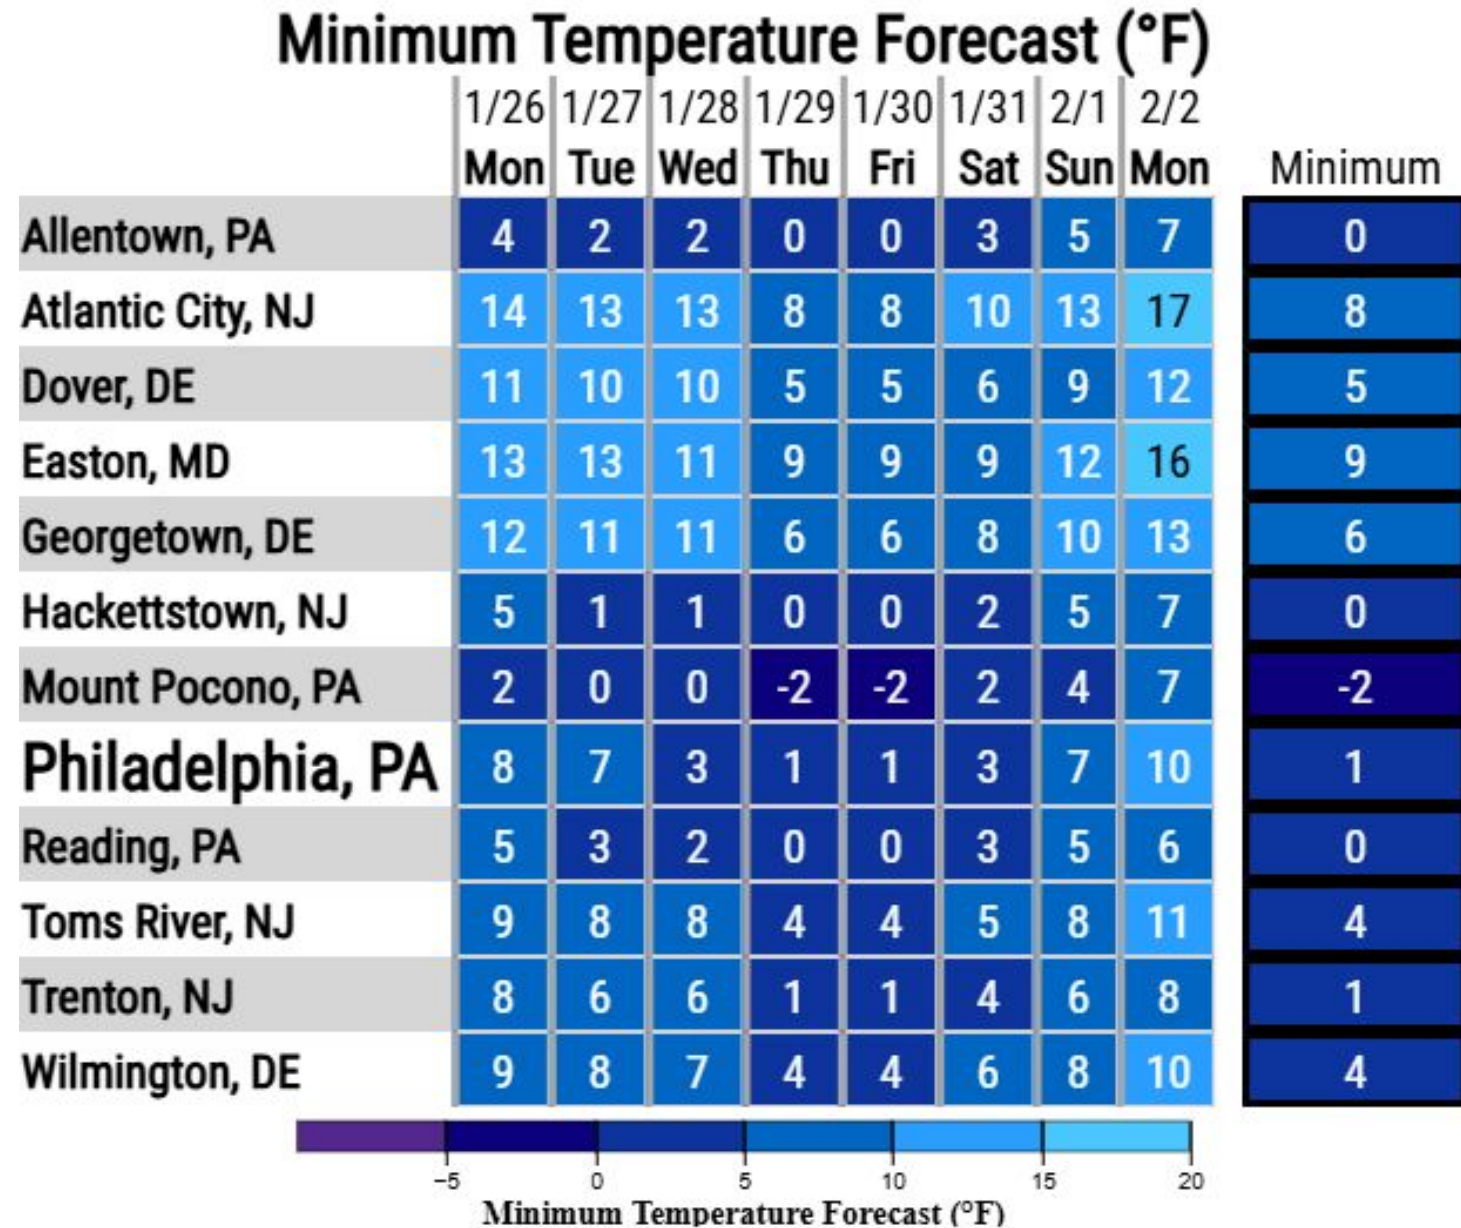 Minimum Temperature Forecast (°F)
1/26 1/27 1/28 1/29 1/30 1/31 2/1 2/2
Mon Tue Wed Thu Fri Sat Sun Mon Minimum
Allentown, PA 4 2 2 0 0 3 5 7 0
Atlantic City, NJ 14 13 13 8 8 10 13 17 8
Dover, DE 11 10 10 5 5 6 9 12 5
Easton, MD 13 13 11 9 9 9 12 16 9
Georgetown, DE 12 11 11 6 6 8 10 13 6
Hackettstown, NJ 5 1 1 0 0 2 5 7 0
Mount Pocono, PA 2 0 0 -2 -2 2 4 7 -2
Philadelphia, PA 8 7 3 1 1 3 7 10 1
Reading, PA 5 3 2 0 0 3 5 6 0
Toms River, NJ 9 8 8 4 4 5 8 11 4
Trenton, NJ 8 6 6 1 1 4 6 8 1
Wilmington, DE 9 8 7 4 4 6 8 10 4
−5 0 5 10 15 20
Minimum Temperature Forecast (°F)